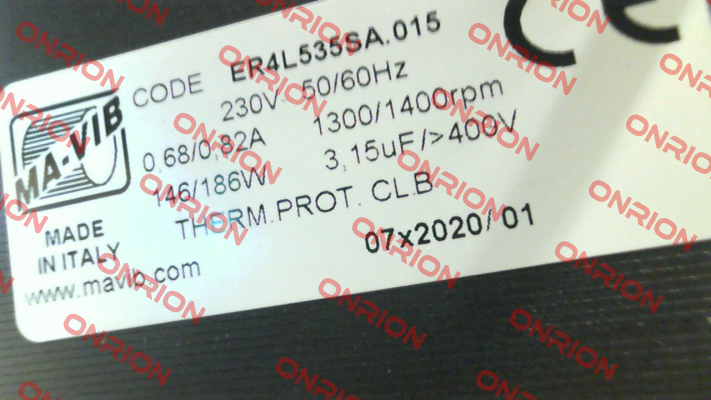 CODE ER4L535SA.015
230V 50/60Hz
0,68/0,82A 1300/1400rpm
146/186W 3,15uF/>400V
THERM.PROT. CL.B
07x2020/01
MA-VIB
MADE
IN ITALY
www.mavib.com
CE
ONRION